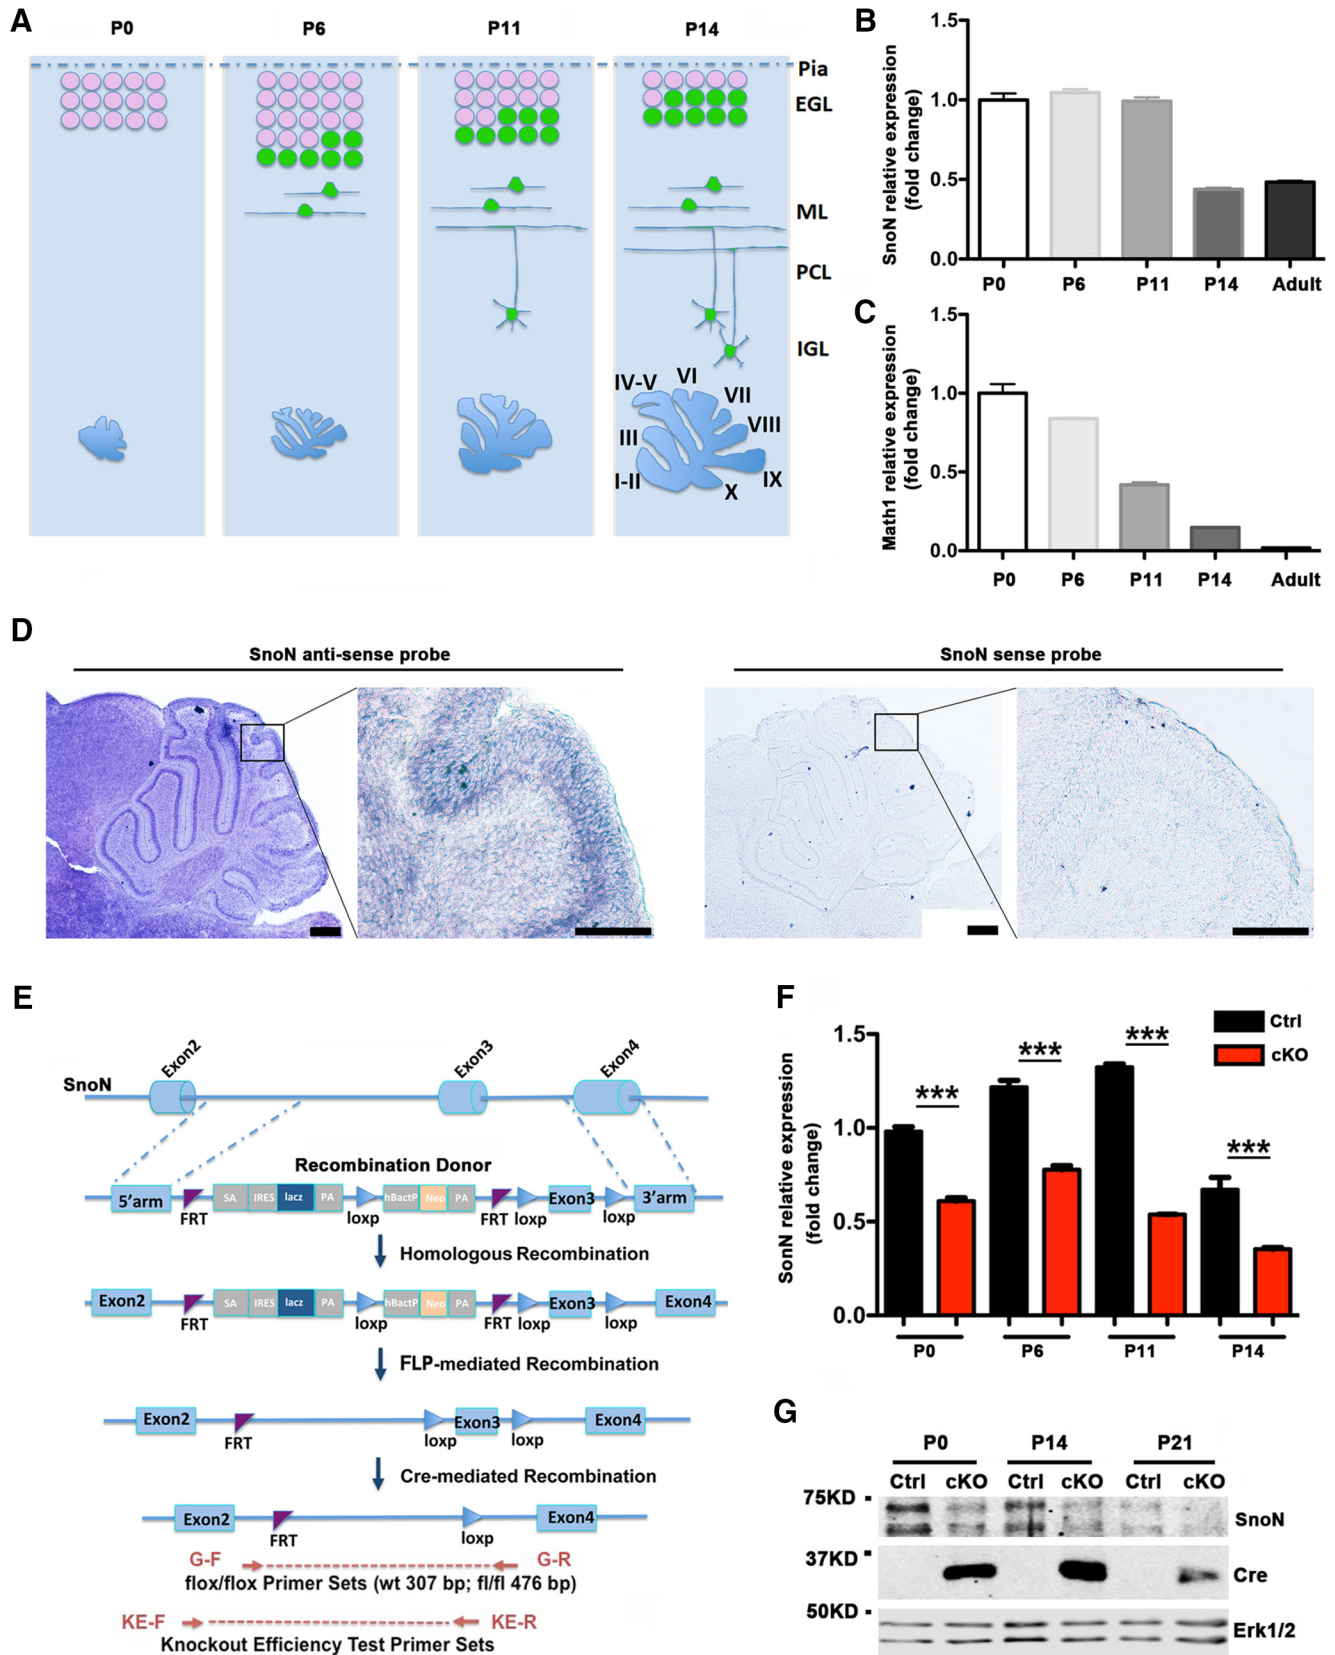 A
P0
P6
P11
P14
Pia
EGL
ML
PCL
IGL
IV-V
VI
VII
VIII
III
I-II
IX
X
B
SnoN relative expression
(fold change)
1.5
1.0
0.5
0.0
P0
P6
P11
P14
Adult
C
Math1 relative expression
(fold change)
1.5
1.0
0.5
0.0
P0
P6
P11
P14
Adult
D
SnoN anti-sense probe
SnoN sense probe
E
SnoN
Exon2
Exon3
Exon4
Recombination Donor
5'arm
FRT
SA
IRES
lacz
PA
loxp
hBactP
Neo
PA
FRT
loxp
Exon3
loxp
3'arm
Homologous Recombination
Exon2
FRT
SA
IRES
lacz
PA
loxp
hBactP
Neo
PA
FRT
loxp
Exon3
loxp
Exon4
FLP-mediated Recombination
Exon2
FRT
loxp
Exon3
loxp
Exon4
Cre-mediated Recombination
Exon2
FRT
loxp
Exon4
G-F
G-R
flox/flox Primer Sets (wt 307 bp; fl/fl 476 bp)
KE-F
KE-R
Knockout Efficiency Test Primer Sets
F
SonN relative expression
(fold change)
1.5
1.0
0.5
0.0
Ctrl
cKO
***
***
***
***
P0
P6
P11
P14
G
P0
P14
P21
Ctrl
cKO
Ctrl
cKO
Ctrl
cKO
75KD
SnoN
37KD
Cre
50KD
Erk1/2